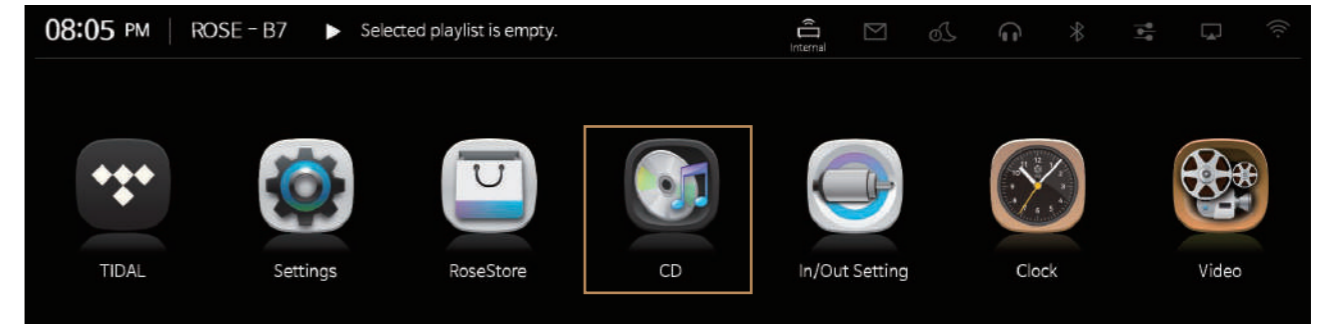 08:05 PM | ROSE - B7 ▶ Selected playlist is empty.
Internal
TIDAL
Settings
RoseStore
CD
In/Out Setting
Clock
Video